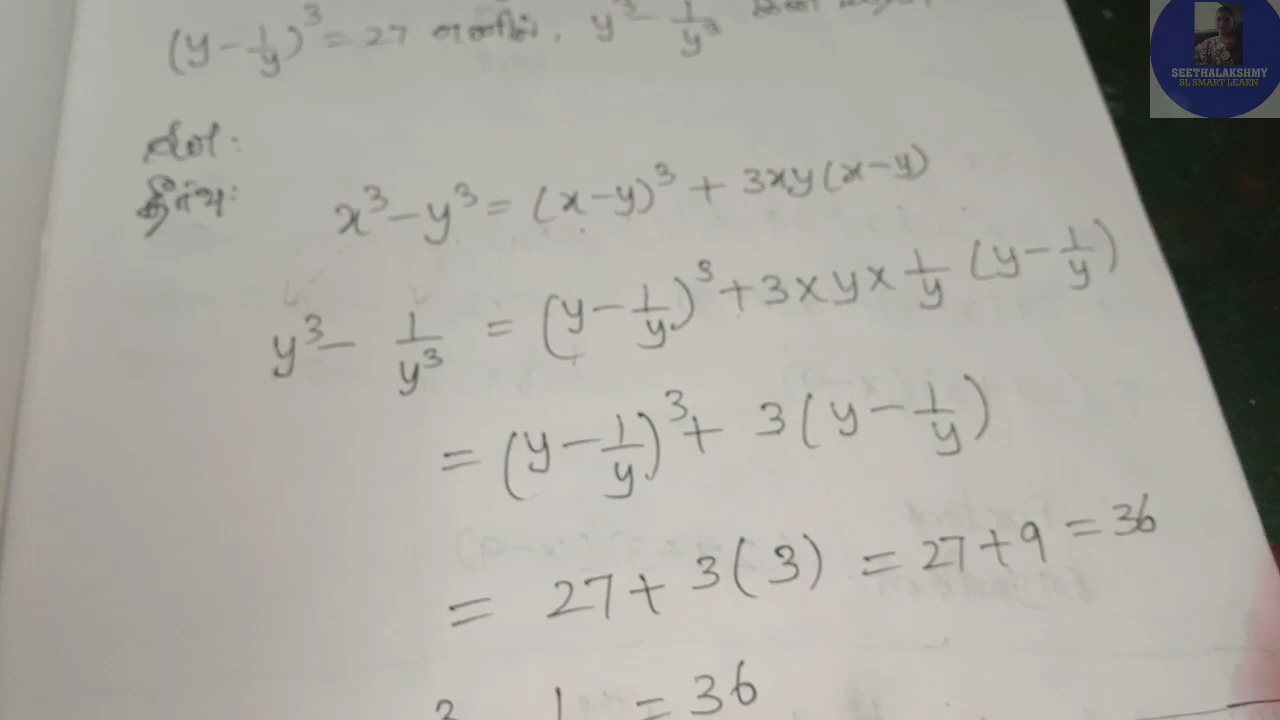 (y - 1/y)³ = 27 எனில், y³ - 1/y³
SEETHALAKSHMY
SL SMART LEARN
தீர்வு:
x³ - y³ = (x-y)³ + 3xy(x-y)
y³ - 1/y³ = (y - 1/y)³ + 3 x y x 1/y (y - 1/y)
= (y - 1/y)³ + 3(y - 1/y)
= 27 + 3(3) = 27 + 9 = 36
= 36